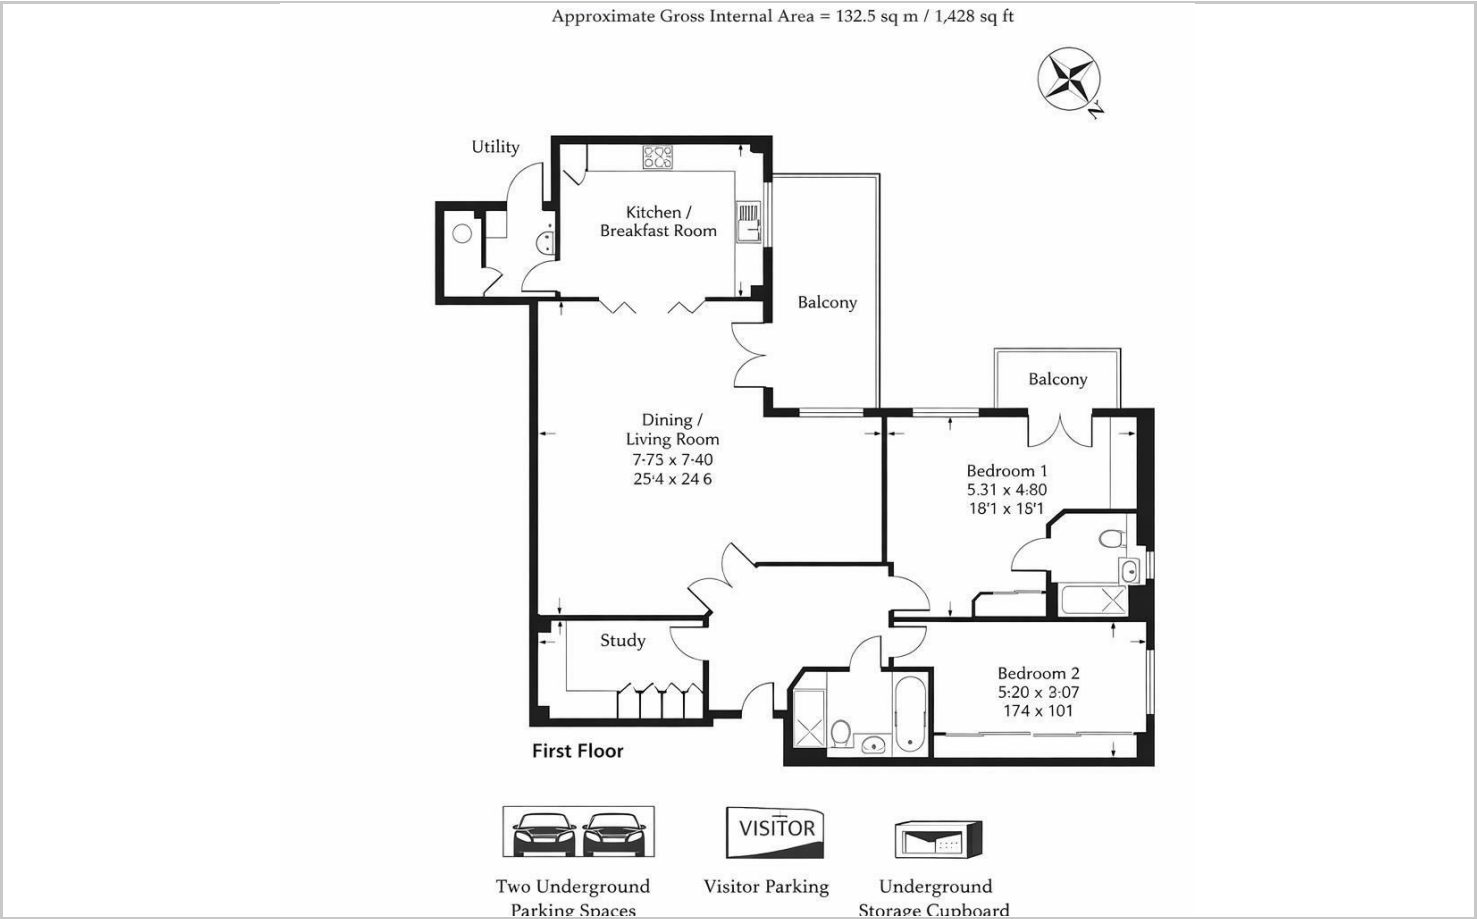 Approximate Gross Internal Area = 132.5 sq m / 1,428 sq ft
N
Utility
Kitchen /
Breakfast Room
Balcony
Balcony
Dining /
Living Room
7·73 x 7·40
25'4 x 24 6
Bedroom 1
5.31 x 4·80
18'1 x 15'1
Study
Bedroom 2
5·20 x 3·07
174 x 101
First Floor
VISITOR
Two Underground
Parking Spaces
Visitor Parking
Underground
Storage Cupboard